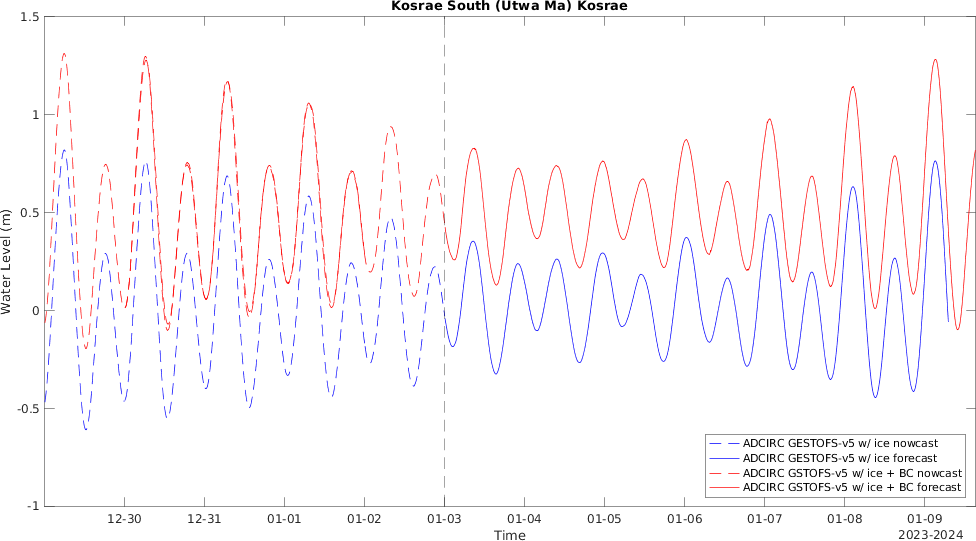 Kosrae South (Utwa Ma) Kosrae
1.5
1
0.5
0
-0.5
-1
Water Level (m)
ADCIRC GESTOFS-v5 w/ ice nowcast
ADCIRC GESTOFS-v5 w/ ice forecast
ADCIRC GSTOFS-v5 w/ ice + BC nowcast
ADCIRC GSTOFS-v5 w/ ice + BC forecast
12-30 12-31 01-01 01-02 01-03 01-04 01-05 01-06 01-07 01-08 01-09
Time
2023-2024